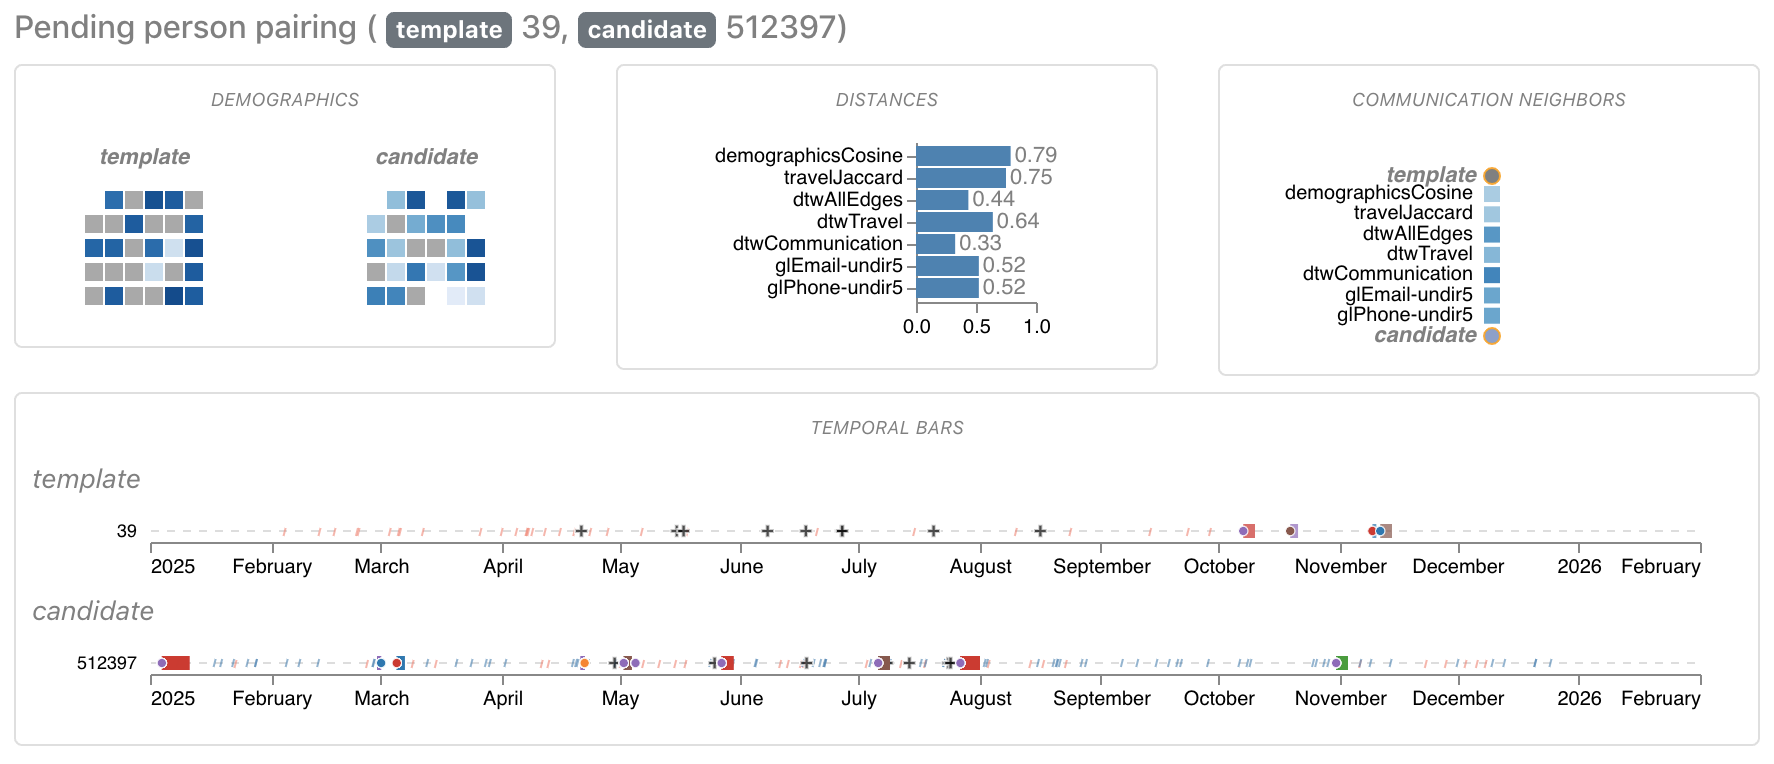 Pending person pairing ( template 39, candidate 512397)
DEMOGRAPHICS
template
candidate
DISTANCES
demographicsCosine 0.79
travelJaccard 0.75
dtwAllEdges 0.44
dtwTravel 0.64
dtwCommunication 0.33
glEmail-undir5 0.52
glPhone-undir5 0.52
0.0 0.5 1.0
COMMUNICATION NEIGHBORS
template
demographicsCosine
travelJaccard
dtwAllEdges
dtwTravel
dtwCommunication
glEmail-undir5
glPhone-undir5
candidate
TEMPORAL BARS
template
39
2025 February March April May June July August September October November December 2026 February
candidate
512397
2025 February March April May June July August September October November December 2026 February